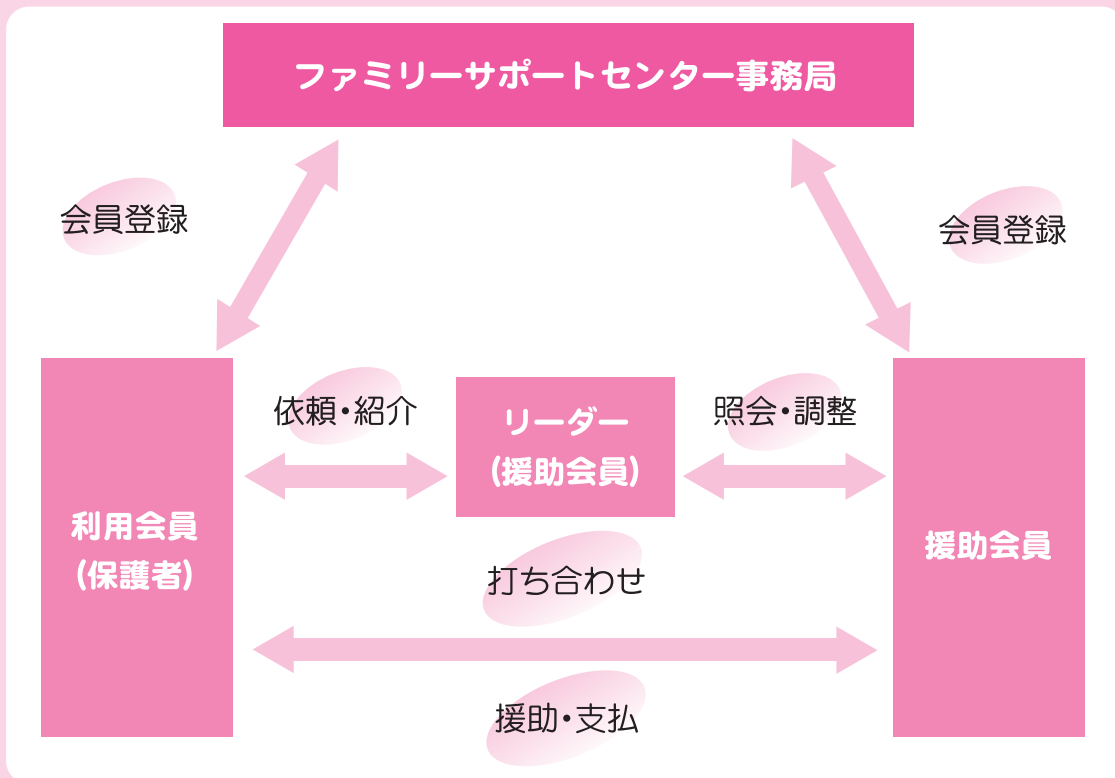 ファミリーサポートセンター事務局
会員登録
会員登録
依頼・紹介
リーダー
(援助会員)
照会・調整
利用会員
(保護者)
援助会員
打ち合わせ
援助・支払